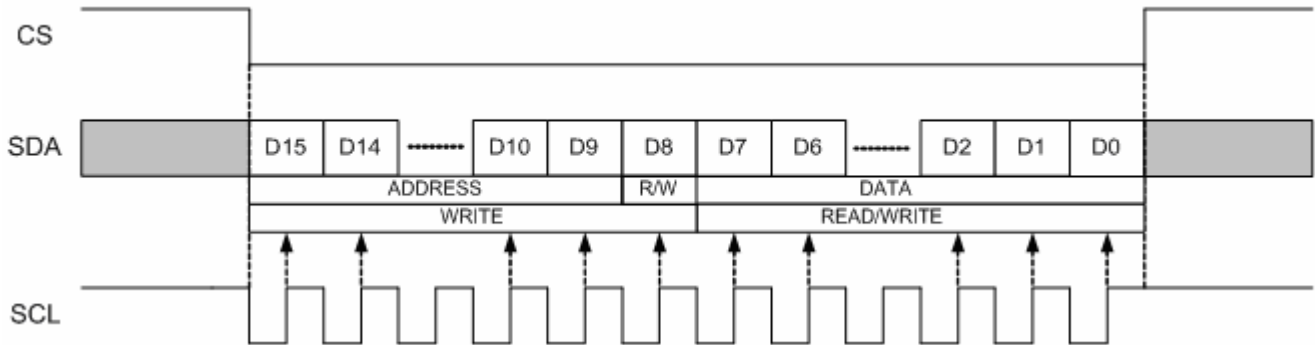 CS
SDA D15 D14 D10 D9 D8 D7 D6 D2 D1 D0
ADDRESS R/W DATA
WRITE READ/WRITE
SCL